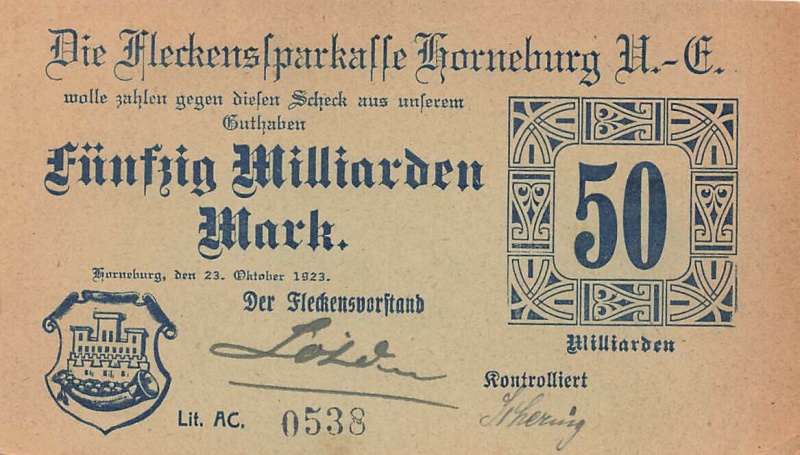 Die Fleckenssparkasse Horneburg U.-E.
wolle zahlen gegen diesen Scheck aus unserem
Guthaben
Fünfzig Milliarden
Mark.
50
Milliarden
Horneburg, den 23. Oktober 1923.
Der Fleckensvorstand
Kontrolliert
Lit. AC. 0538